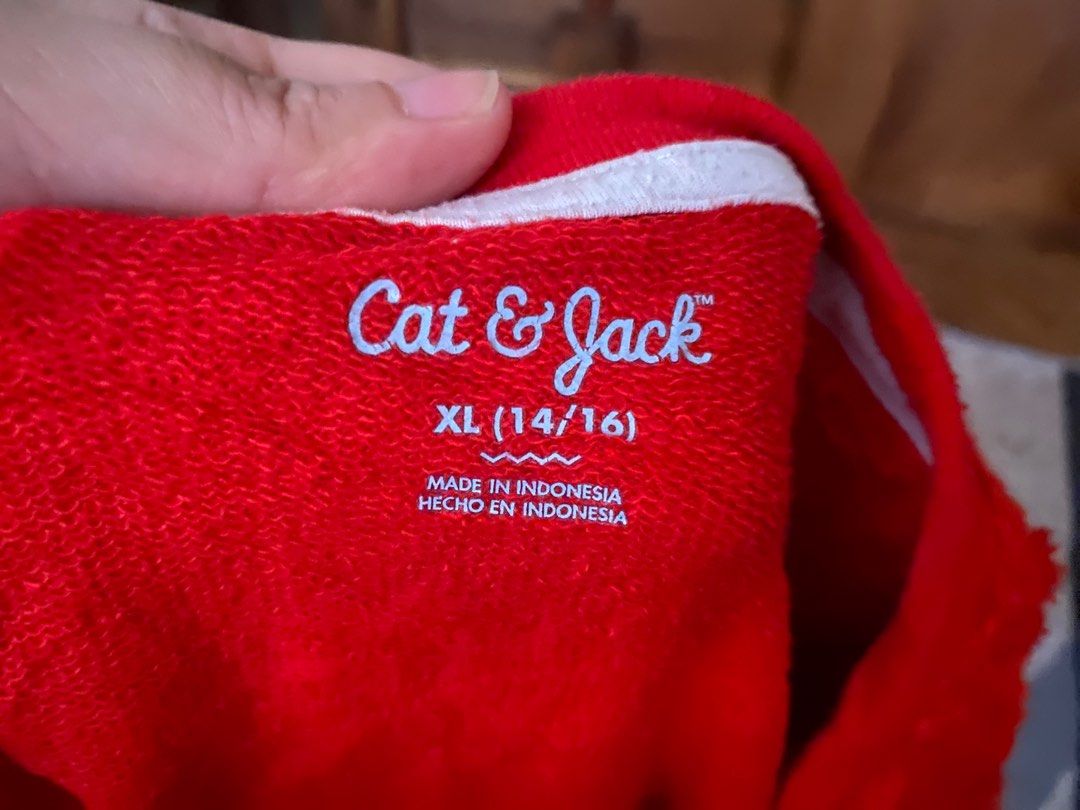 Cat & Jack™
XL (14/16)
MADE IN INDONESIA
HECHO EN INDONESIA